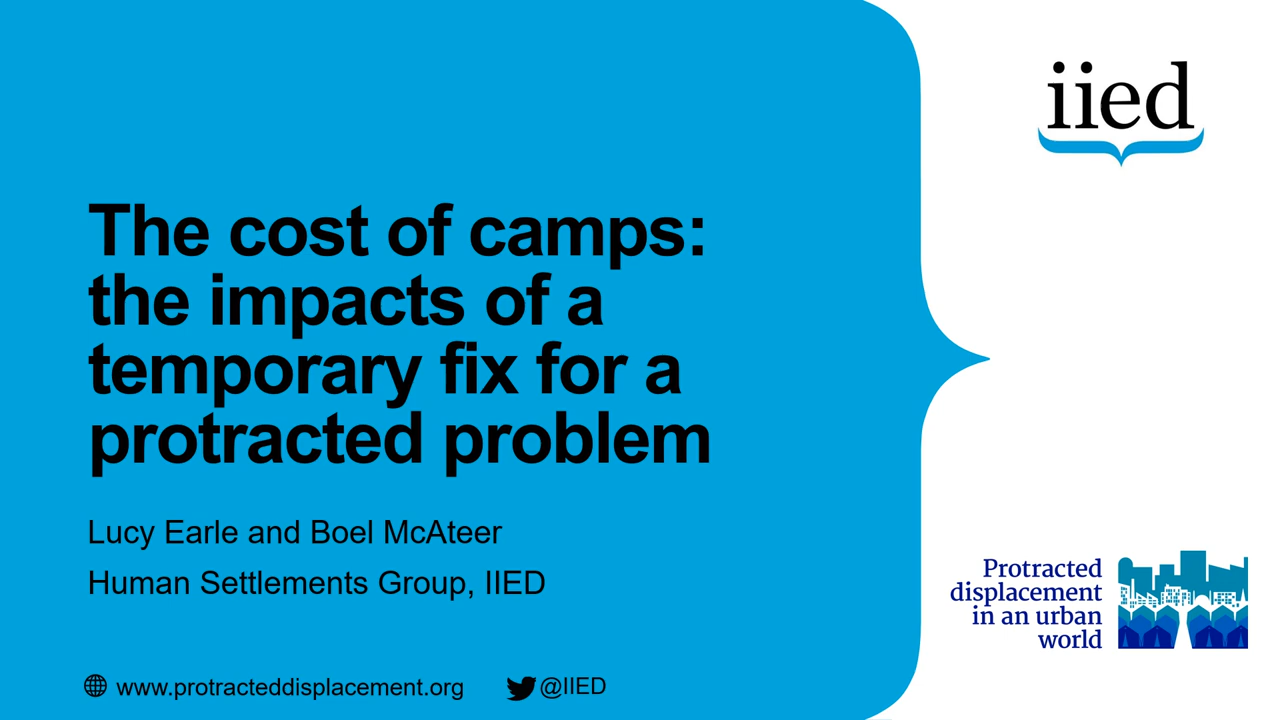 iied
The cost of camps:
the impacts of a
temporary fix for a
protracted problem
Lucy Earle and Boel McAteer
Human Settlements Group, IIED
Protracted
displacement
in an urban
world
www.protracteddisplacement.org
@IIED